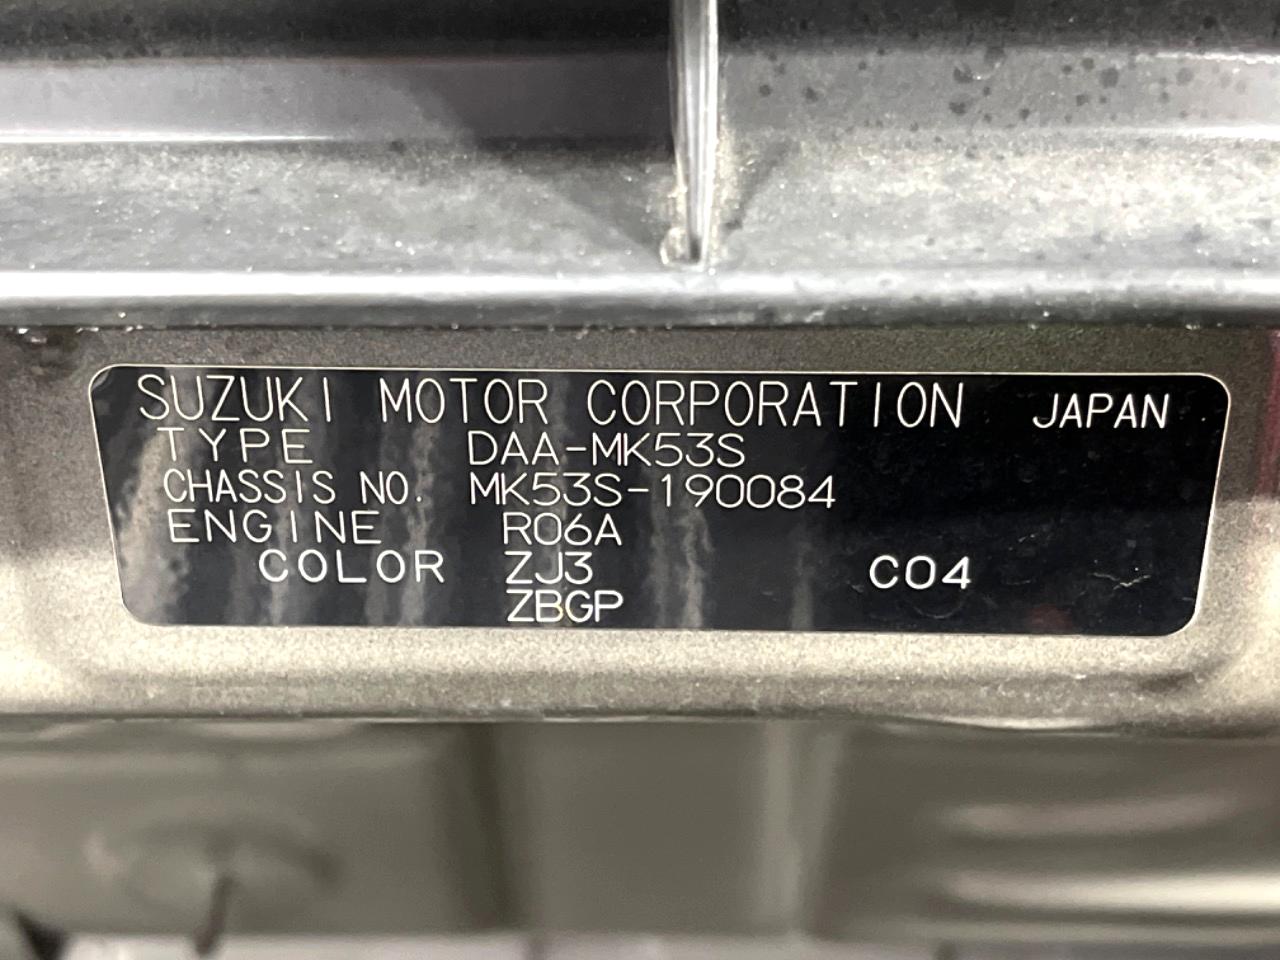 SUZUKI MOTOR CORPORATION JAPAN
TYPE DAA-MK53S
CHASSIS NO. MK53S-190084
ENGINE R06A
COLOR ZJ3 C04
ZBGP